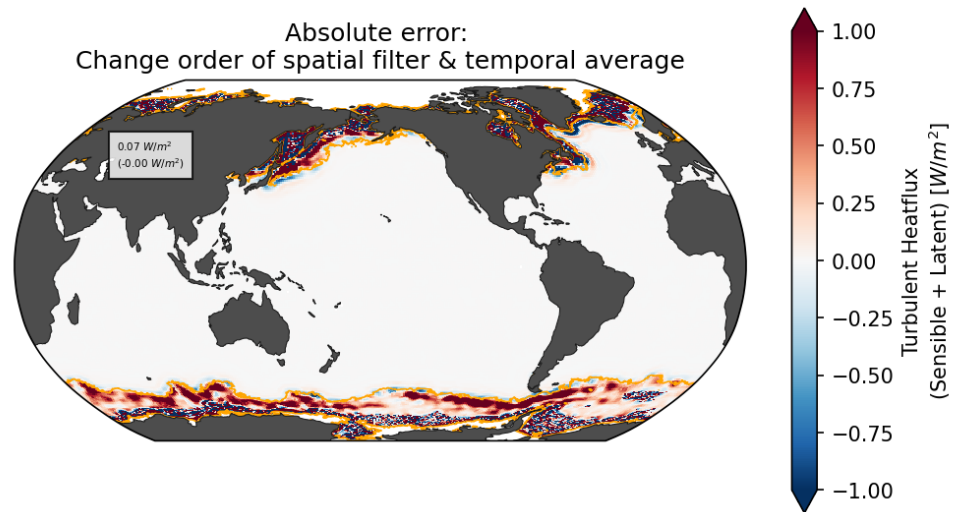 Absolute error:
Change order of spatial filter & temporal average
0.07 W/m²
(-0.00 W/m²)
1.00
0.75
0.50
0.25
0.00
−0.25
−0.50
−0.75
−1.00
Turbulent Heatflux
(Sensible + Latent) [W/m²]